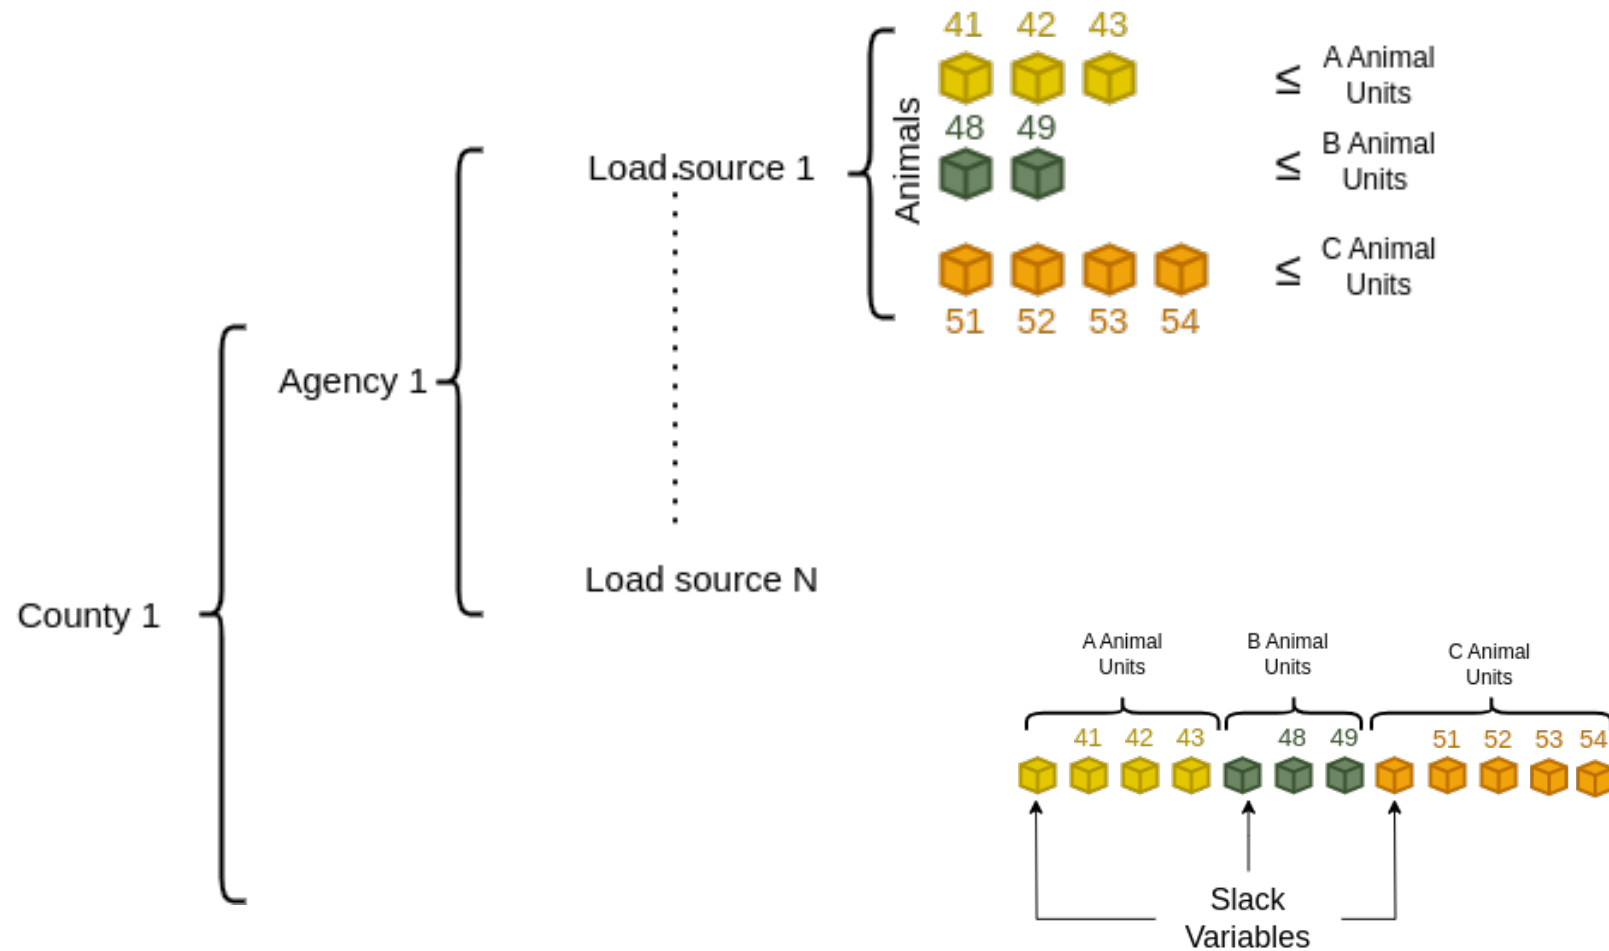 41 42 43
≤ A Animal
Units
48 49
≤ B Animal
Units
Animals
Load source 1
≤ C Animal
Units
51 52 53 54
Agency 1
Load source N
County 1
A Animal
Units
B Animal
Units
C Animal
Units
41 42 43 48 49 51 52 53 54
Slack
Variables